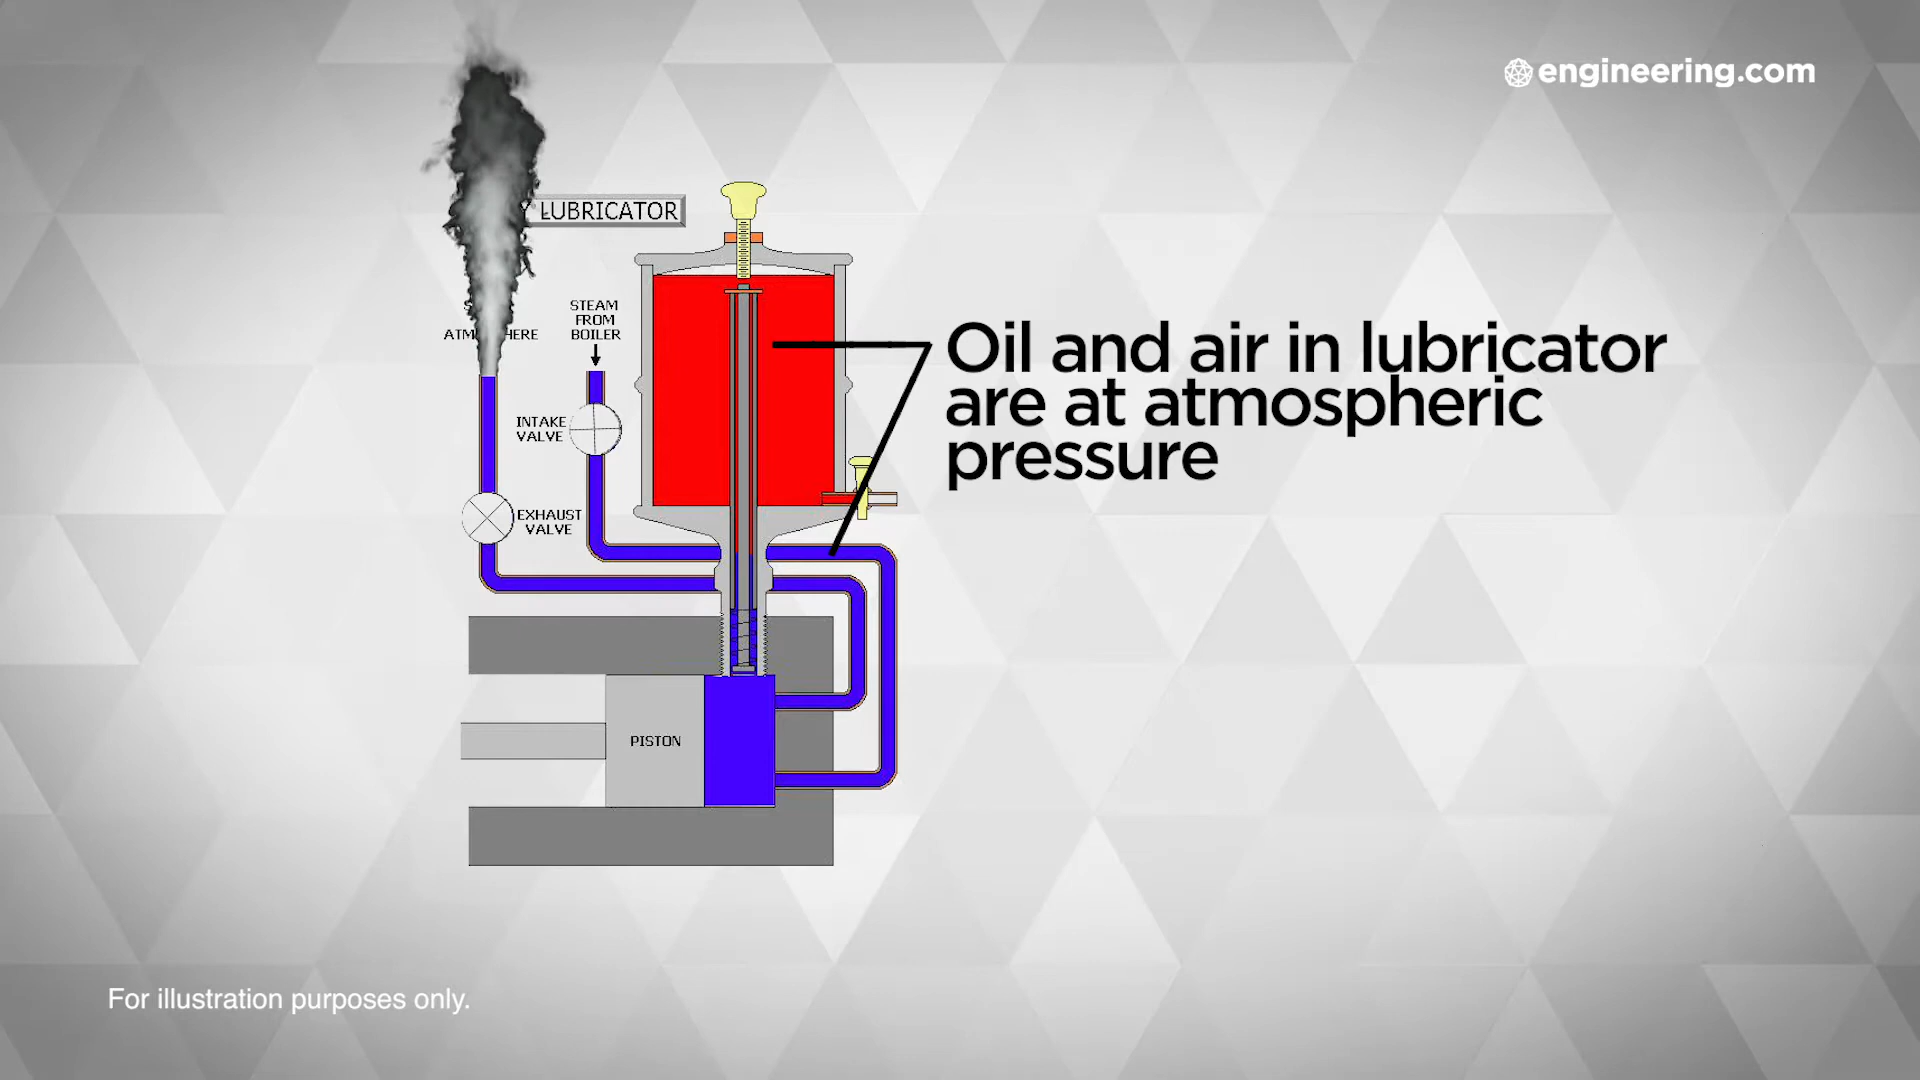 engineering.com
LUBRICATOR
STEAM
FROM
BOILER
Oil and air in lubricator
are at atmospheric
pressure
INTAKE
VALVE
EXHAUST
VALVE
PISTON
For illustration purposes only.